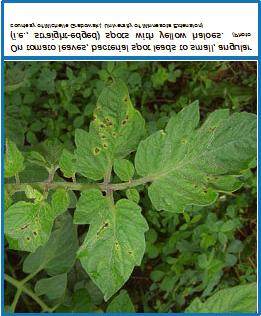 On tomato leaves, bacterial spot leads to small, angular
(i.e., straight-edged) spots with yellow haloes. (Photo
courtesy of Michelle Grabowski, University of Minnesota Extension)